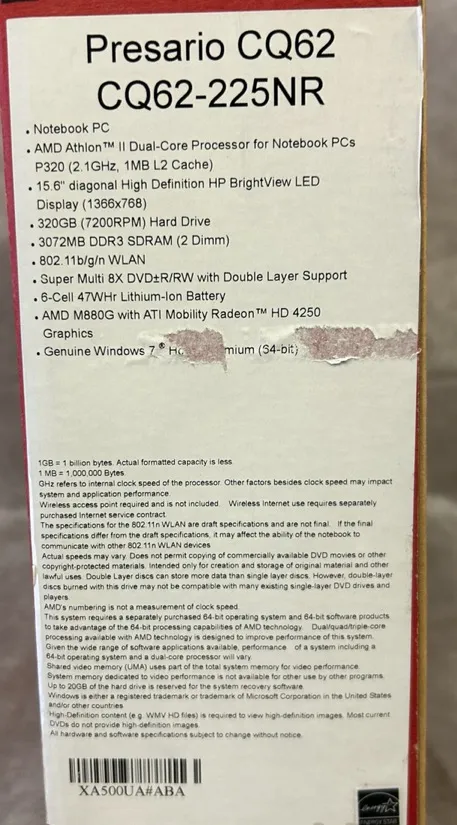 Presario CQ62
CQ62-225NR
• Notebook PC
• AMD Athlon™ II Dual-Core Processor for Notebook PCs
P320 (2.1GHz, 1MB L2 Cache)
• 15.6" diagonal High Definition HP BrightView LED
Display (1366x768)
• 320GB (7200RPM) Hard Drive
• 3072MB DDR3 SDRAM (2 Dimm)
• 802.11b/g/n WLAN
• Super Multi 8X DVD±R/RW with Double Layer Support
• 6-Cell 47WHr Lithium-Ion Battery
• AMD M880G with ATI Mobility Radeon™ HD 4250
Graphics
• Genuine Windows 7® (64-bit)
1GB = 1 billion bytes. Actual formatted capacity is less.
1 MB = 1,000,000 Bytes.
GHz refers to internal clock speed of the processor. Other factors besides clock speed may impact
system and application performance.
Wireless access point required and is not included. Wireless Internet use requires separately
purchased Internet service contract.
The specifications for the 802.11n WLAN are draft specifications and are not final. If the final
specifications differ from the draft specifications, it may affect the ability of the notebook to
communicate with other 802.11n WLAN devices
Actual speeds may vary. Does not permit copying of commercially available DVD movies or other
copyright-protected materials. Intended only for creation and storage of original material and other
lawful uses. Double Layer discs can store more data than single layer discs. However, double-layer
discs burned with this drive may not be compatible with many existing single-layer DVD drives and
players.
AMD's numbering is not a measurement of clock speed.
This system requires a separately purchased 64-bit operating system and 64-bit software products
to take advantage of the 64-bit processing capabilities of AMD technology. Dual/quad/triple-core
processing available with AMD technology is designed to improve performance of this system.
Given the wide range of software applications available, performance of a system including a
64-bit operating system and a dual-core processor will vary.
Shared video memory (UMA) uses part of the total system memory for video performance.
System memory dedicated to video performance is not available for other use by other programs.
Up to 20GB of the hard drive is reserved for the system recovery software.
Windows is either a registered trademark or trademark of Microsoft Corporation in the United States
and/or other countries.
High-Definition content (e.g. WMV HD files) is required to view high-definition images. Most current
DVDs do not provide high-definition images.
All hardware and software specifications subject to change without notice.
XA500UA#ABA
ENERGY STAR